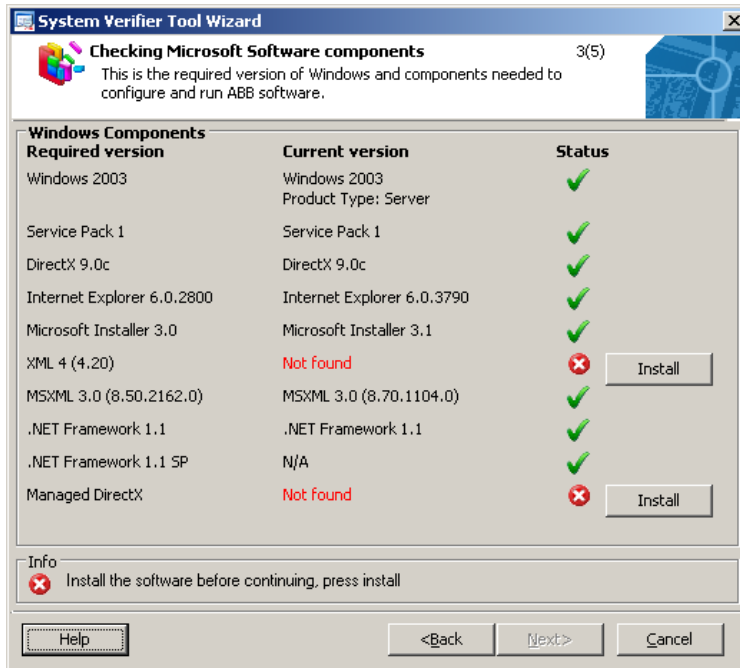 System Verifier Tool Wizard
Checking Microsoft Software components 3(5)
This is the required version of Windows and components needed to
configure and run ABB software.
Windows Components
Required version Current version Status
Windows 2003 Windows 2003
Product Type: Server
Service Pack 1 Service Pack 1
DirectX 9.0c DirectX 9.0c
Internet Explorer 6.0.2800 Internet Explorer 6.0.3790
Microsoft Installer 3.0 Microsoft Installer 3.1
XML 4 (4.20) Not found Install
MSXML 3.0 (8.50.2162.0) MSXML 3.0 (8.70.1104.0)
.NET Framework 1.1 .NET Framework 1.1
.NET Framework 1.1 SP N/A
Managed DirectX Not found Install
Info
Install the software before continuing, press install
Help <Back Next> Cancel